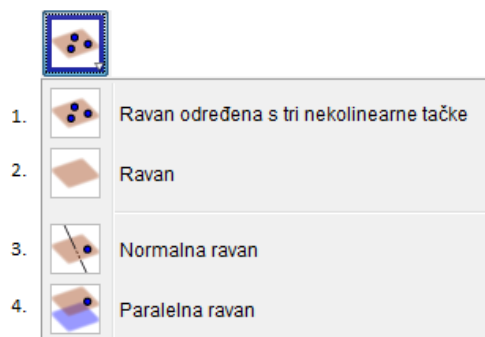 1. Ravan određena s tri nekolinearne tačke
2. Ravan
3. Normalna ravan
4. Paralelna ravan